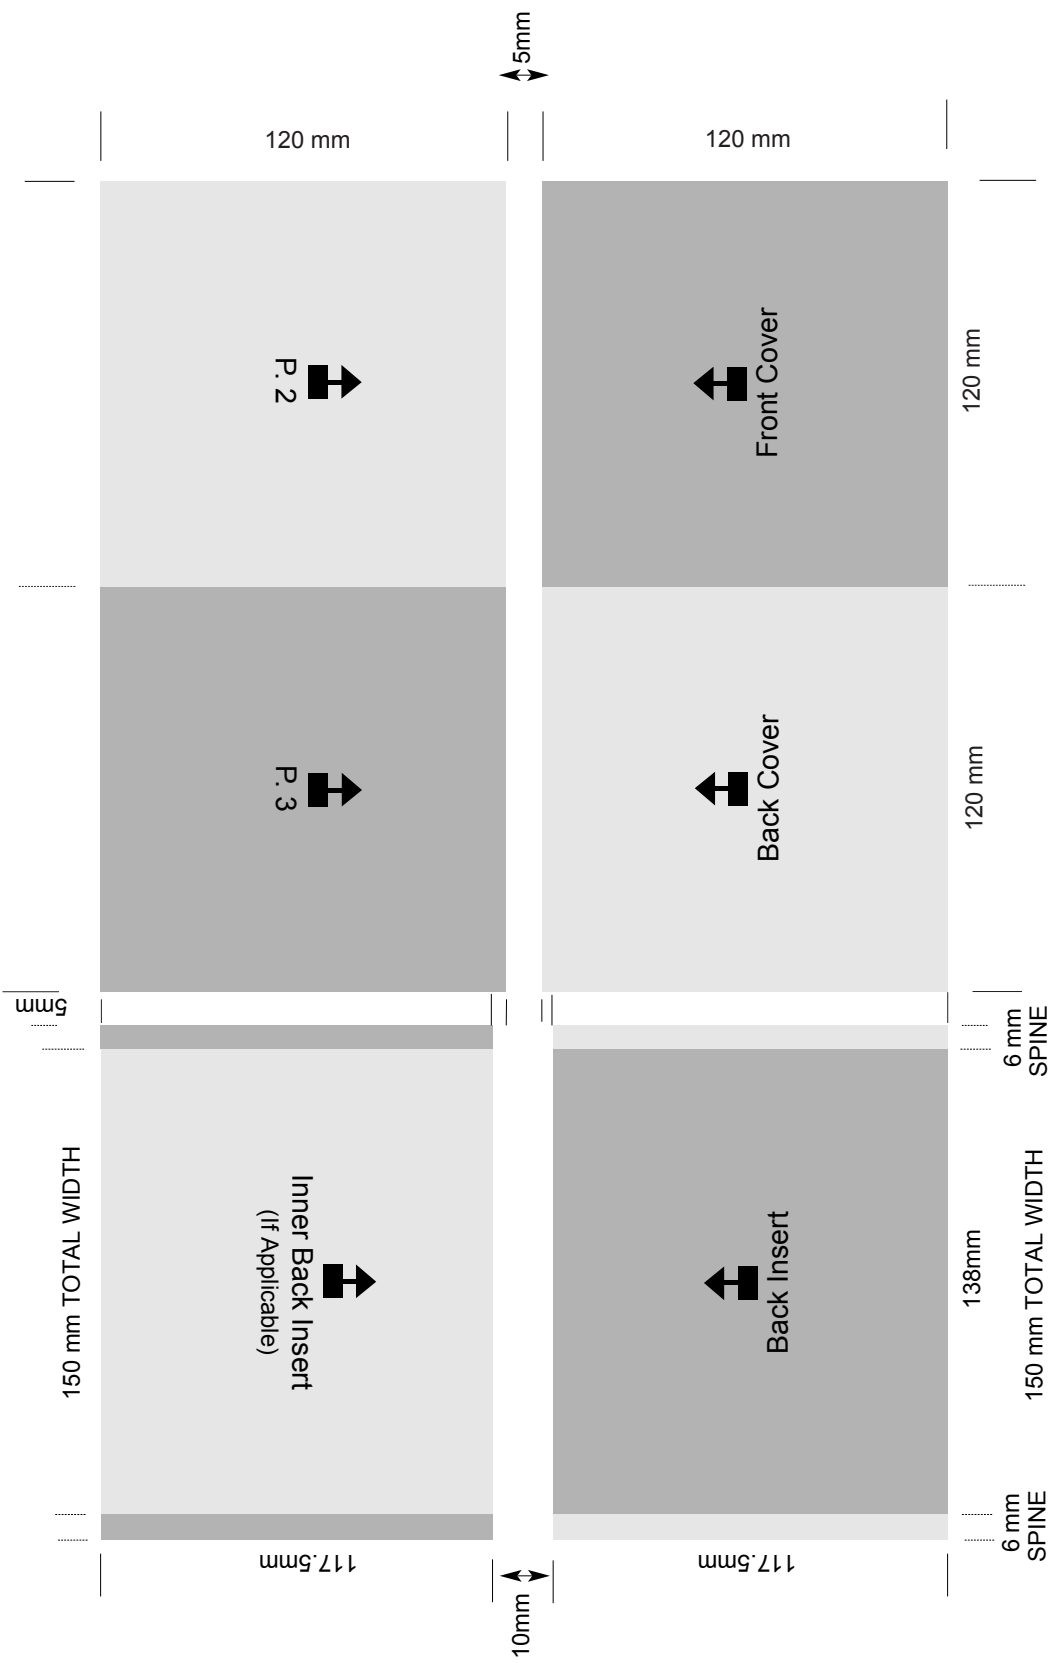 5mm
120 mm
120 mm
P. 2
Front Cover
120 mm
P. 3
Back Cover
120 mm
5mm
6 mm
SPINE
150 mm TOTAL WIDTH
Inner Back Insert
(If Applicable)
Back Insert
138mm
150 mm TOTAL WIDTH
6 mm
SPINE
117.5mm
117.5mm
10mm